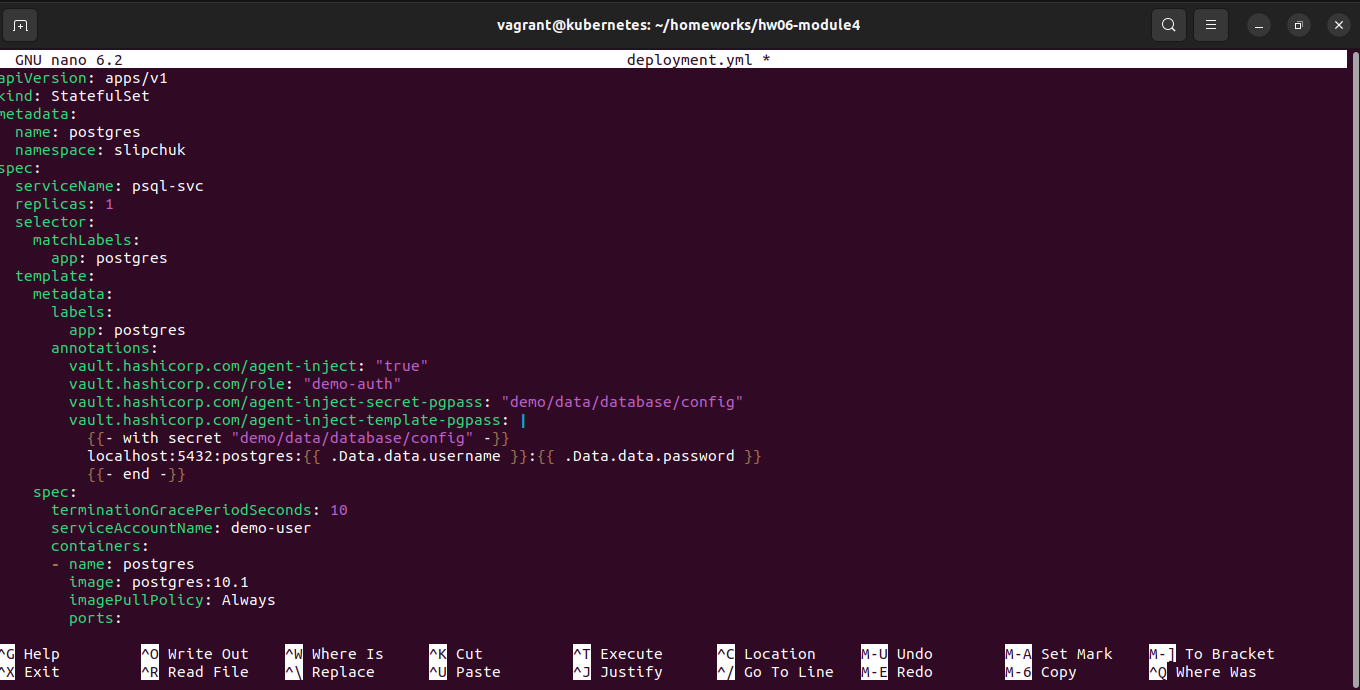 vagrant@kubernetes: ~/homeworks/hw06-module4
GNU nano 6.2 deployment.yml *
apiVersion: apps/v1
kind: StatefulSet
metadata:
  name: postgres
  namespace: slipchuk
spec:
  serviceName: psql-svc
  replicas: 1
  selector:
    matchLabels:
      app: postgres
  template:
    metadata:
      labels:
        app: postgres
      annotations:
        vault.hashicorp.com/agent-inject: "true"
        vault.hashicorp.com/role: "demo-auth"
        vault.hashicorp.com/agent-inject-secret-pgpass: "demo/data/database/config"
        vault.hashicorp.com/agent-inject-template-pgpass: |
          {{- with secret "demo/data/database/config" -}}
          localhost:5432:postgres:{{ .Data.data.username }}:{{ .Data.data.password }}
          {{- end -}}
    spec:
      terminationGracePeriodSeconds: 10
      serviceAccountName: demo-user
      containers:
      - name: postgres
        image: postgres:10.1
        imagePullPolicy: Always
        ports:
^G Help ^O Write Out ^W Where Is ^K Cut ^T Execute ^C Location M-U Undo M-A Set Mark M-] To Bracket
^X Exit ^R Read File ^\ Replace ^U Paste ^J Justify ^/ Go To Line M-E Redo M-6 Copy ^Q Where Was